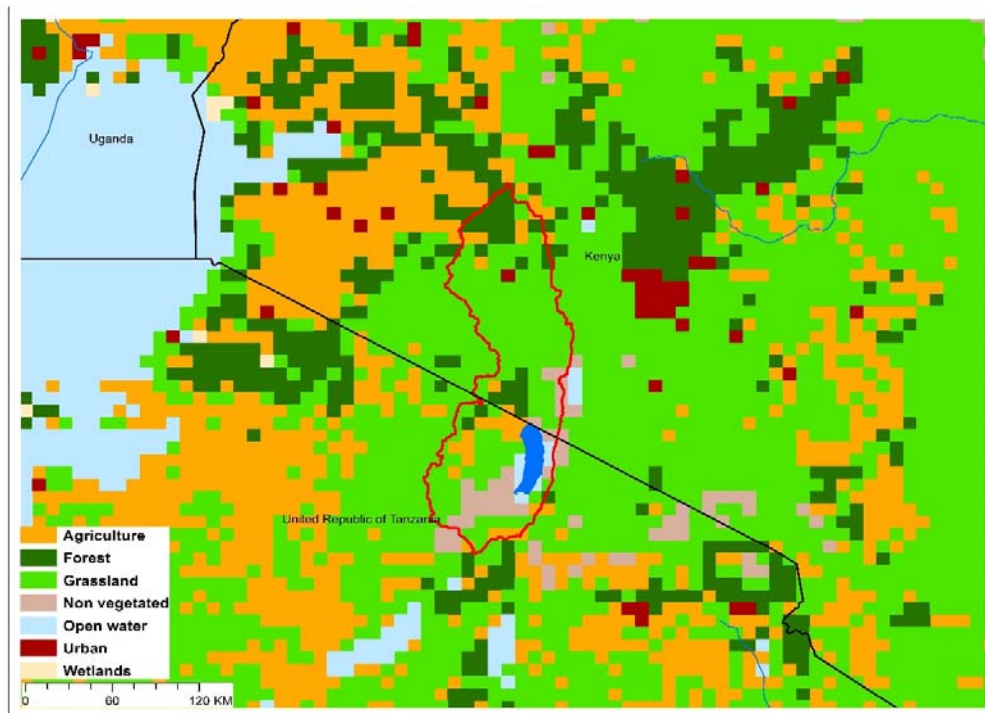 Uganda
Kenya
United Republic of Tanzania
Agriculture
Forest
Grassland
Non vegetated
Open water
Urban
Wetlands
0 60 120 KM